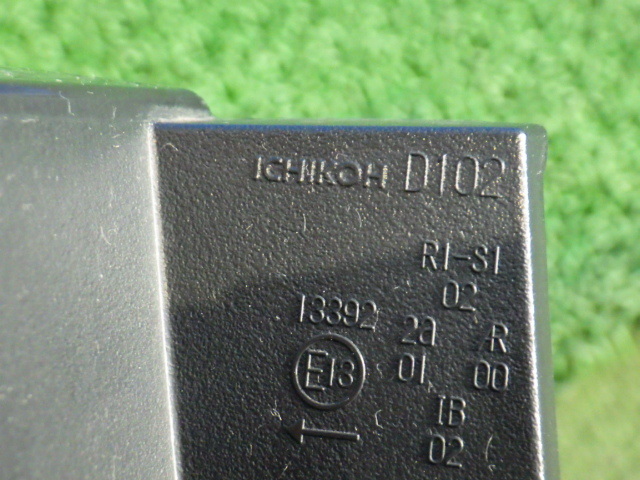 ICHIKOH D102
R1-S1
02
13392
2a R
01 00
E13
IB
02